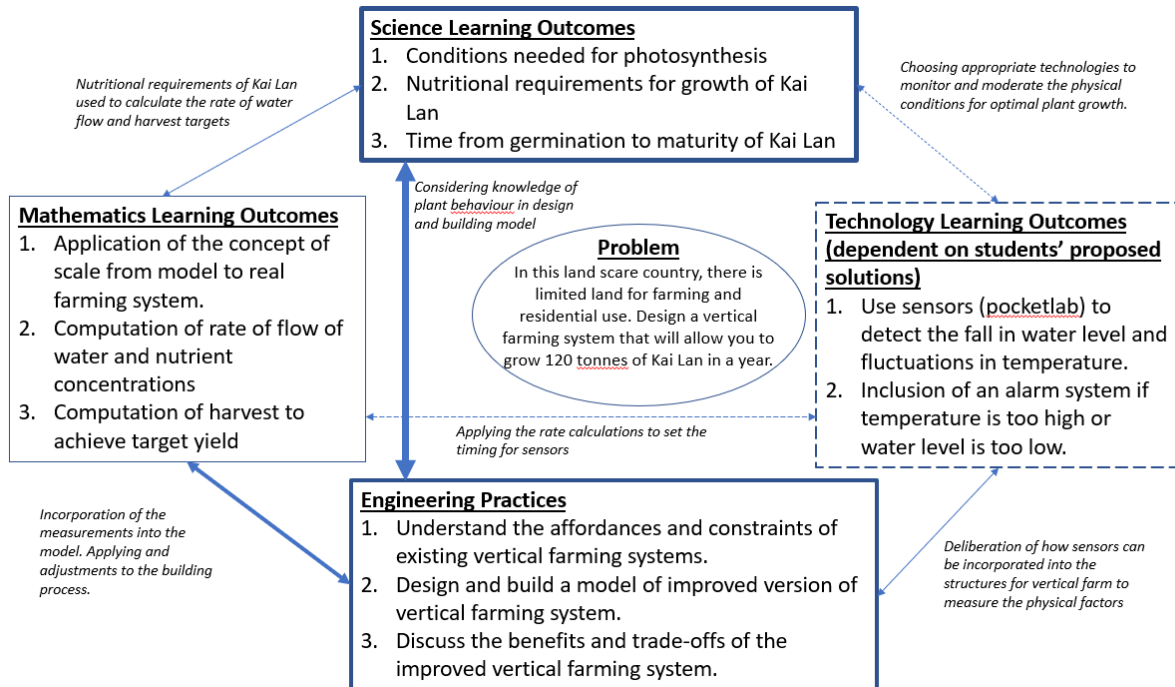 Science Learning Outcomes
1. Conditions needed for photosynthesis
2. Nutritional requirements for growth of Kai
Lan
3. Time from germination to maturity of Kai Lan
Nutritional requirements of Kai Lan
used to calculate the rate of water
flow and harvest targets
Choosing appropriate technologies to
monitor and moderate the physical
conditions for optimal plant growth.
Considering knowledge of
plant behaviour in design
and building model
Mathematics Learning Outcomes
1. Application of the concept of
scale from model to real
farming system.
2. Computation of rate of flow of
water and nutrient
concentrations
3. Computation of harvest to
achieve target yield
Problem
In this land scare country, there is
limited land for farming and
residential use. Design a vertical
farming system that will allow you to
grow 120 tonnes of Kai Lan in a year.
Technology Learning Outcomes
(dependent on students’ proposed
solutions)
1. Use sensors (pocketlab) to
detect the fall in water level and
fluctuations in temperature.
2. Inclusion of an alarm system if
temperature is too high or
water level is too low.
Applying the rate calculations to set the
timing for sensors
Incorporation of the
measurements into the
model. Applying and
adjustments to the building
process.
Engineering Practices
1. Understand the affordances and constraints of
existing vertical farming systems.
2. Design and build a model of improved version of
vertical farming system.
3. Discuss the benefits and trade-offs of the
improved vertical farming system.
Deliberation of how sensors can
be incorporated into the
structures for vertical farm to
measure the physical factors